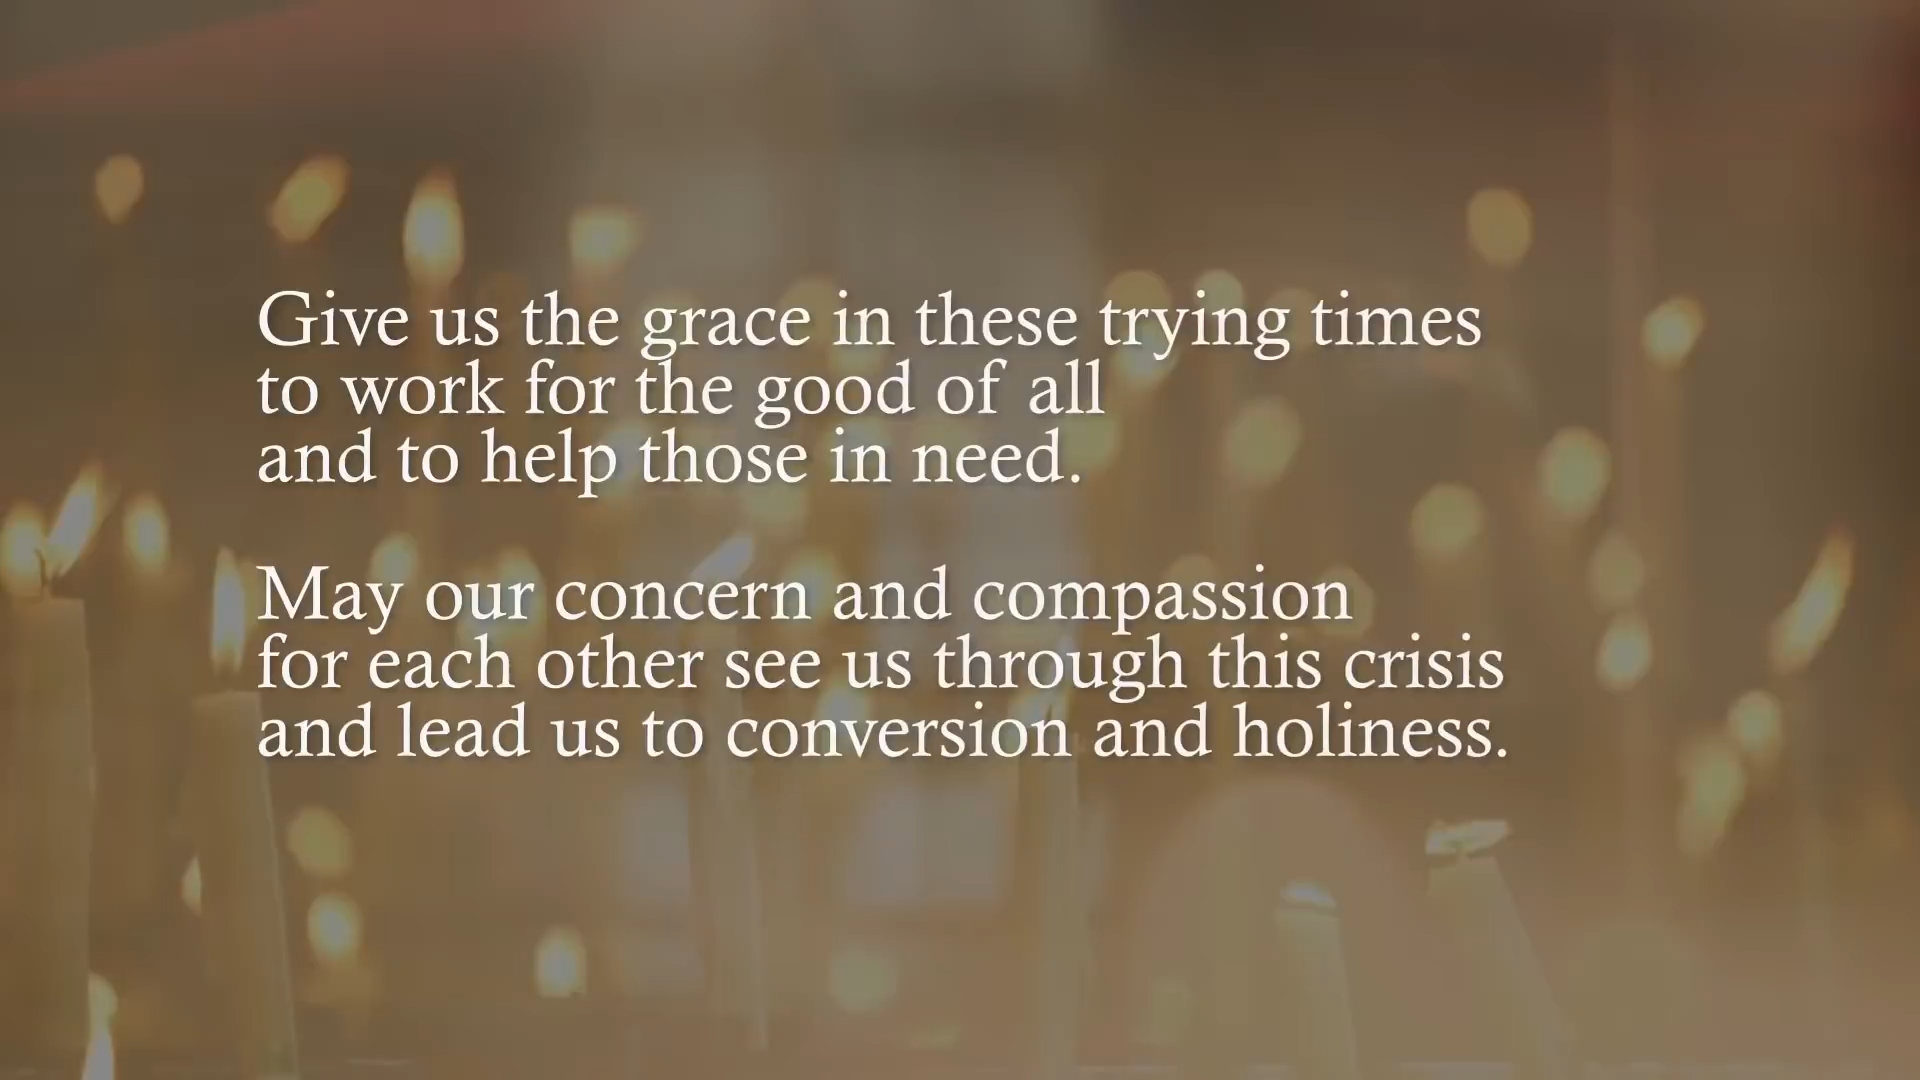 Give us the grace in these trying times
to work for the good of all
and to help those in need.
May our concern and compassion
for each other see us through this crisis
and lead us to conversion and holiness.